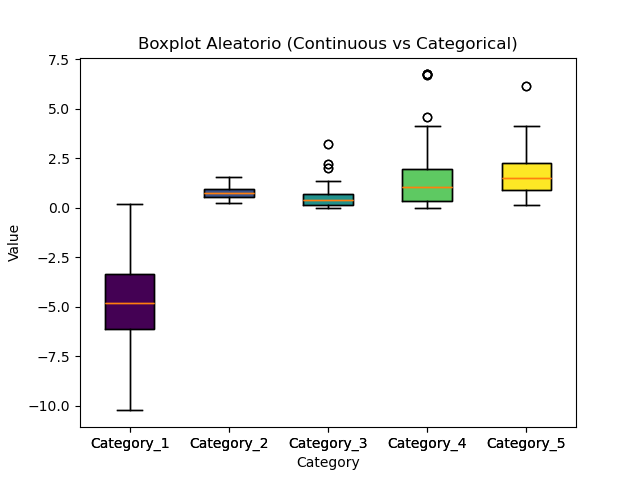 Boxplot Aleatorio (Continuous vs Categorical)
7.5
5.0
2.5
0.0
−2.5
−5.0
−7.5
−10.0
Value
Category_1 Category_2 Category_3 Category_4 Category_5
Category